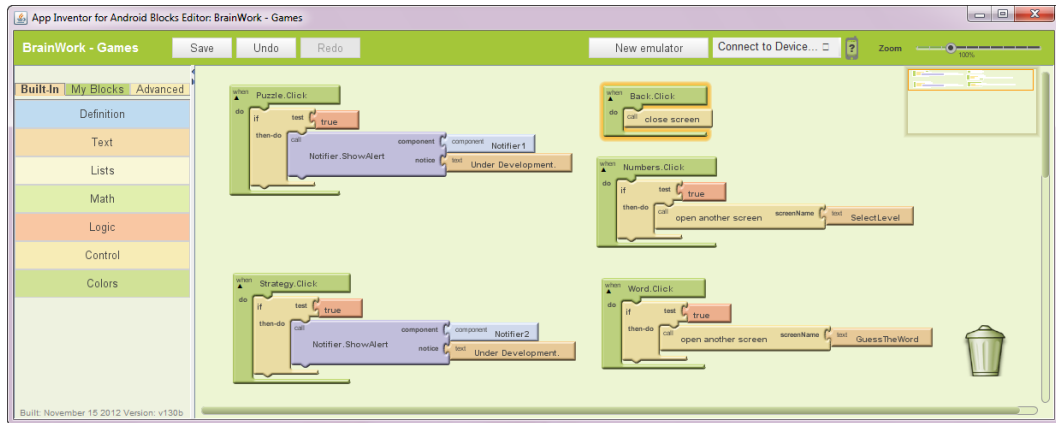 App Inventor for Android Blocks Editor: BrainWork - Games
BrainWork - Games
Save
Undo
Redo
New emulator
Connect to Device...
?
Zoom
100%
Built-In
My Blocks
Advanced
Definition
Text
Lists
Math
Logic
Control
Colors
Built: November 15 2012 Version: v130b
when Puzzle.Click
do if test true
then-do call Notifier.ShowAlert component component Notifier1
notice text Under Development.
when Back.Click
do call close screen
when Numbers.Click
do if test true
then-do call open another screen screenName text SelectLevel
when Strategy.Click
do if test true
then-do call Notifier.ShowAlert component component Notifier2
notice text Under Development.
when Word.Click
do if test true
then-do call open another screen screenName text GuessTheWord